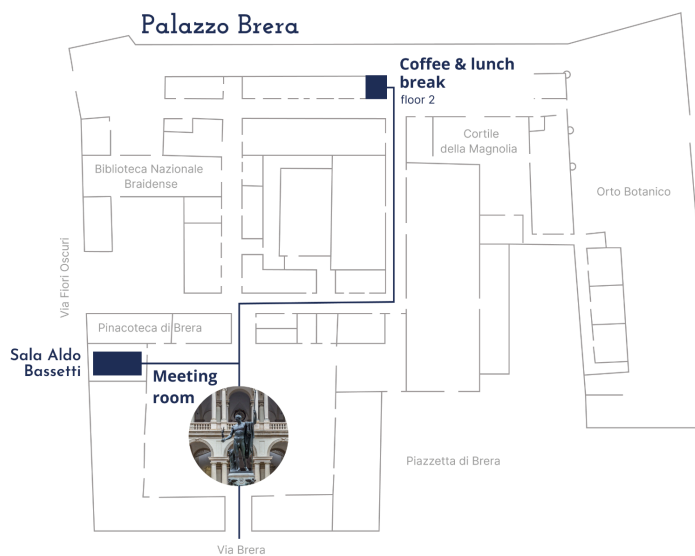 Palazzo Brera
Coffee & lunch
break
floor 2
Cortile
della Magnolia
Biblioteca Nazionale
Braidense
Orto Botanico
Via Fiori Oscuri
Pinacoteca di Brera
Sala Aldo
Bassetti
Meeting
room
Piazzetta di Brera
Via Brera